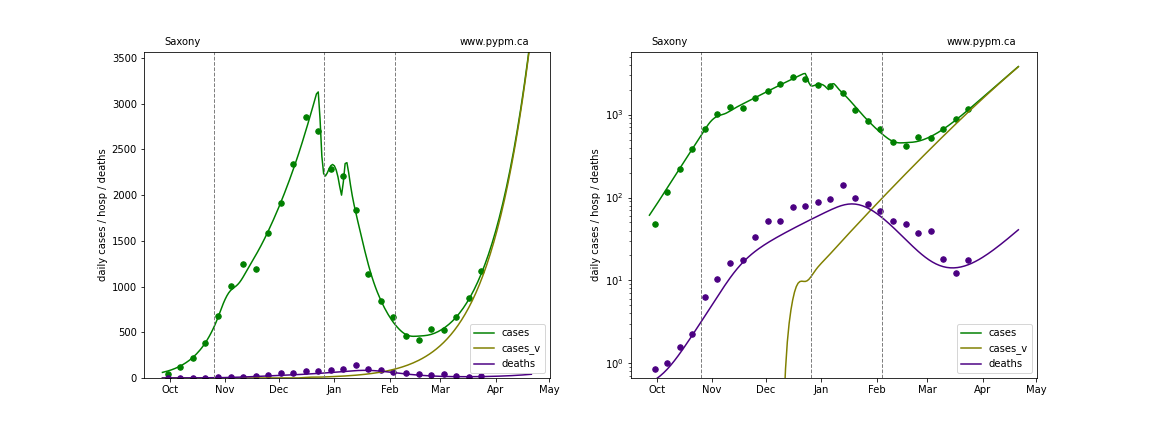 Saxony www.pypm.ca
daily cases / hosp / deaths
3500
3000
2500
2000
1500
1000
500
0
Oct Nov Dec Jan Feb Mar Apr May
cases
cases_v
deaths
Saxony www.pypm.ca
daily cases / hosp / deaths
10³
10²
10¹
10⁰
Oct Nov Dec Jan Feb Mar Apr May
cases
cases_v
deaths